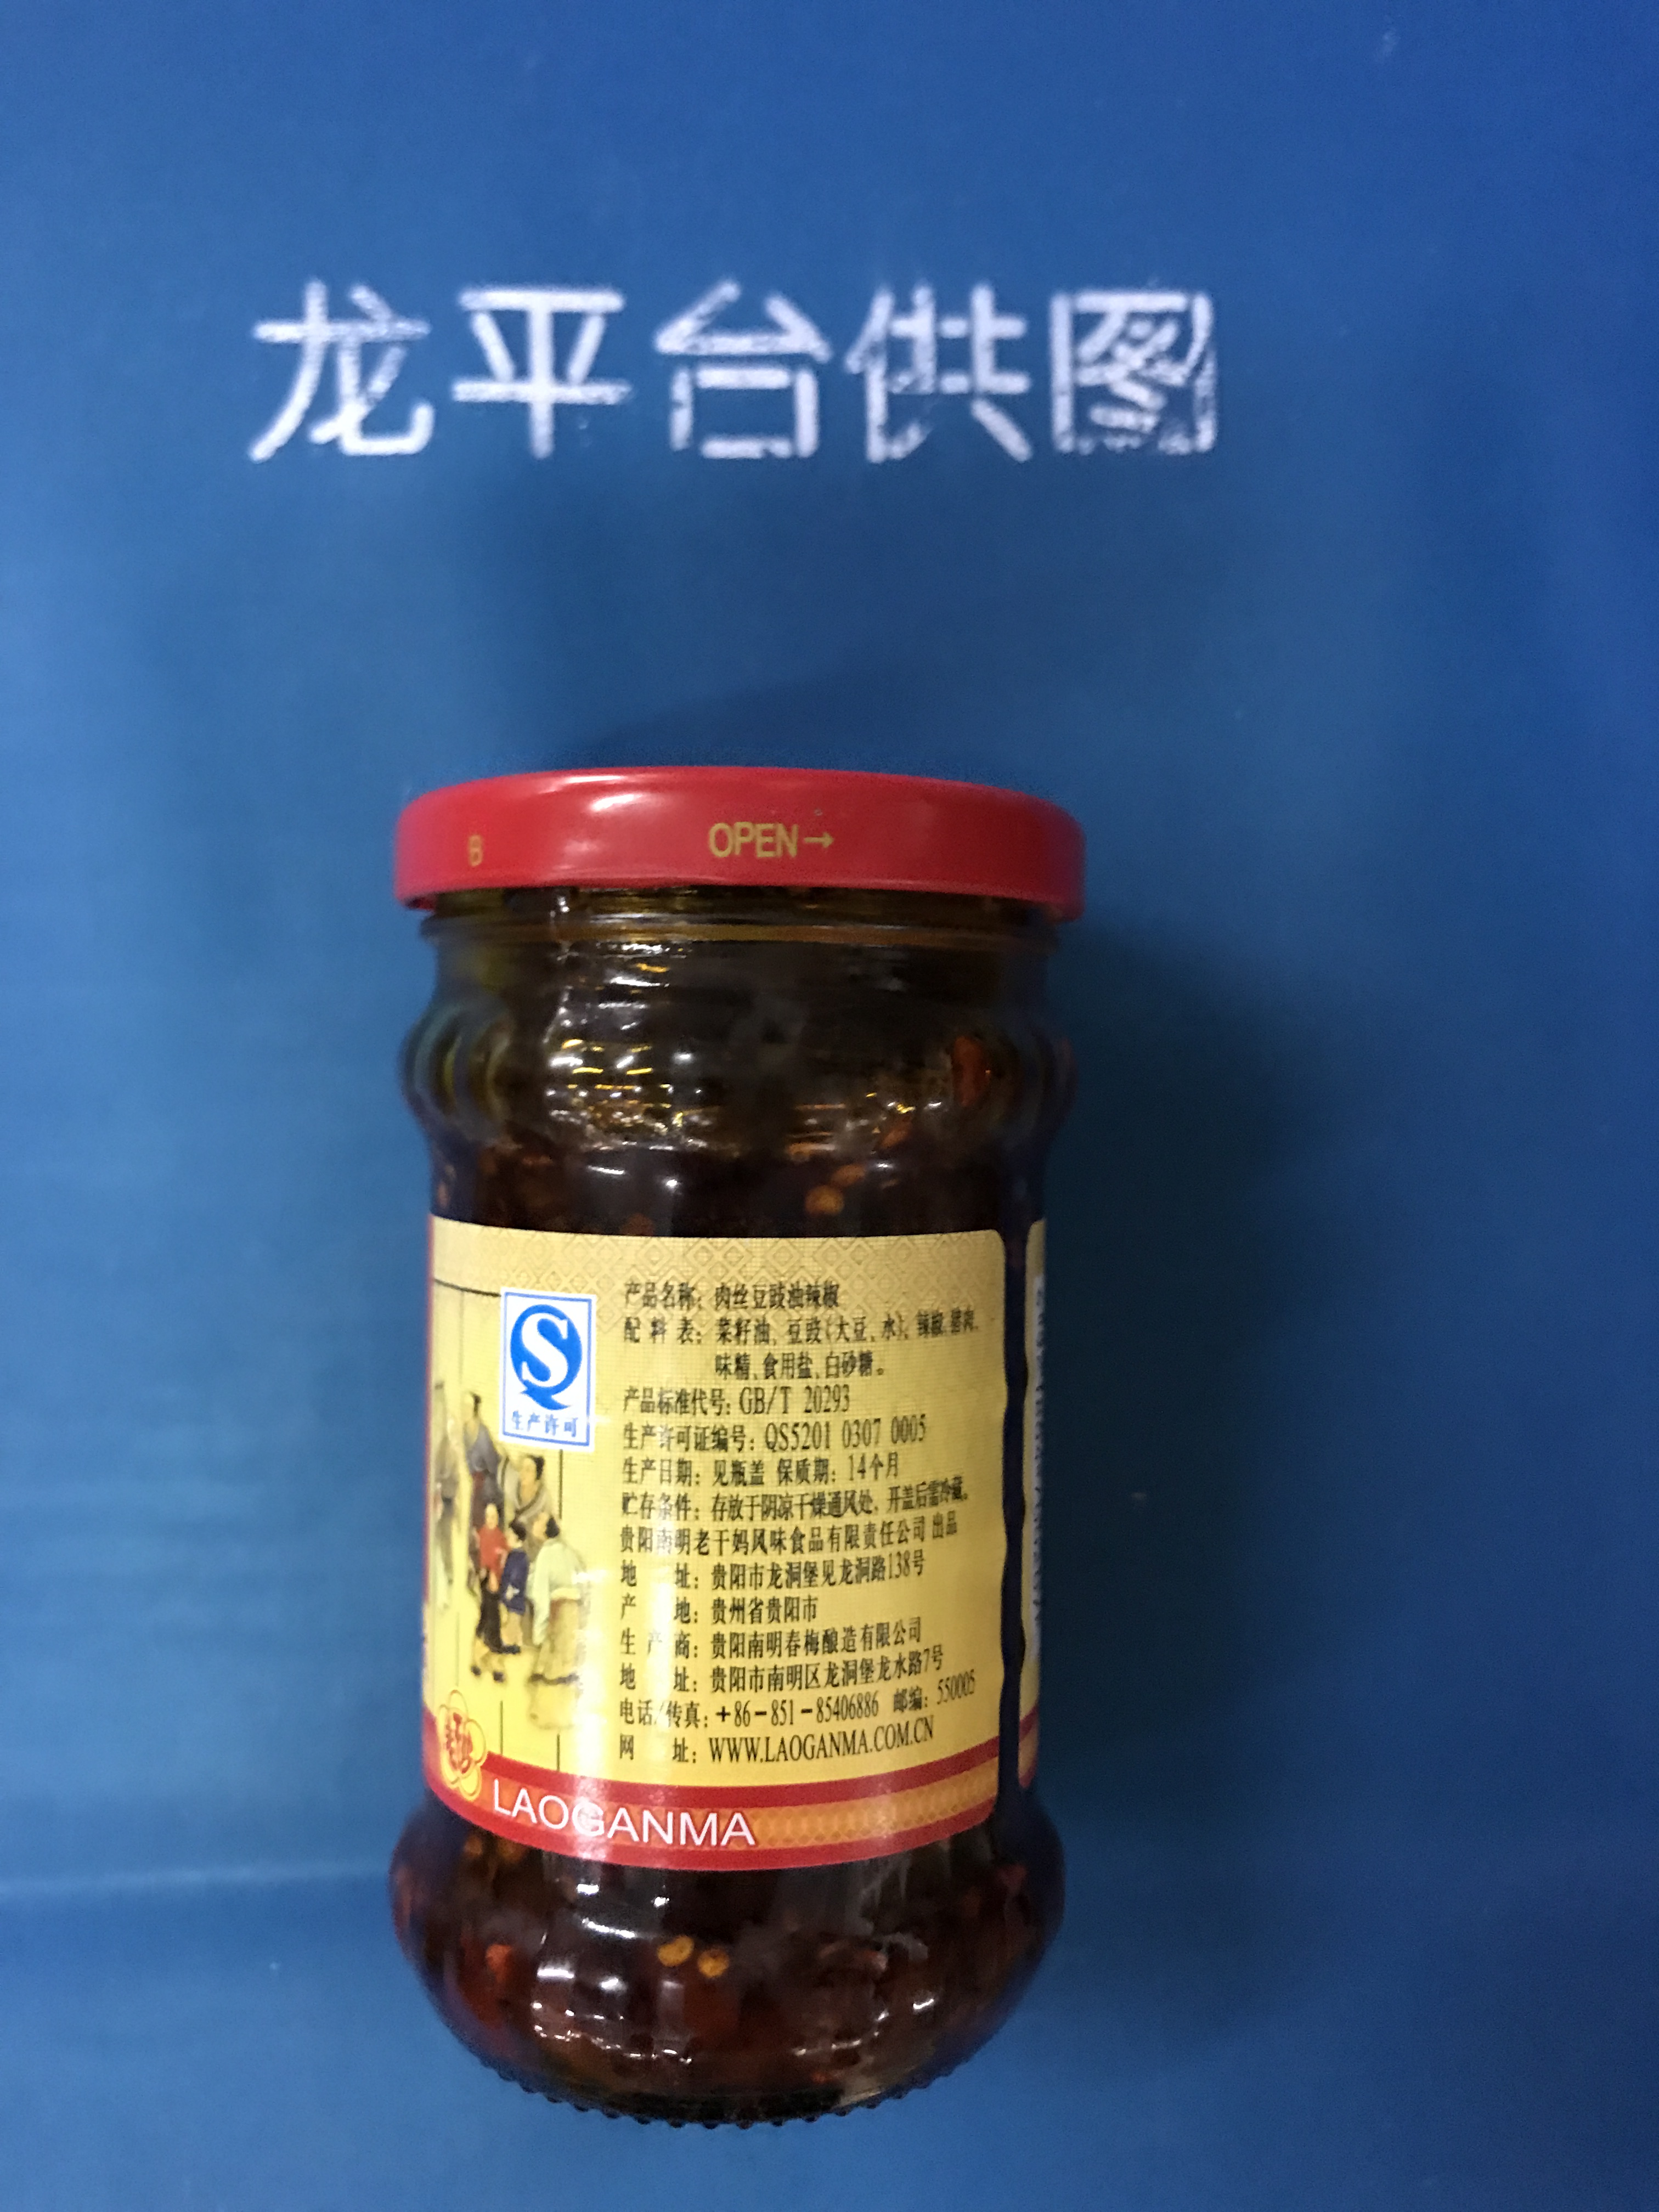 龙平台供图
B
OPEN→
S
生产许可
产品名称：肉丝豆豉油辣椒
配 料 表：菜籽油、豆豉（大豆、水）、辣椒、猪肉、
味精、食用盐、白砂糖。
产品标准代号：GB/T 20293
生产许可证编号：QS5201 0307 0005
生产日期：见瓶盖 保质期：14个月
贮存条件：存放于阴凉干燥通风处，开盖后需冷藏。
贵阳南明老干妈风味食品有限责任公司 出品
地 址：贵阳市龙洞堡见龙洞路138号
产 地：贵州省贵阳市
生 产 商：贵阳南明春梅酿造有限公司
地 址：贵阳市南明区龙洞堡龙水路7号
电话/传真：+86-851-85406886 邮编：550005
网 址：WWW.LAOGANMA.COM.CN
老干妈
LAOGANMA